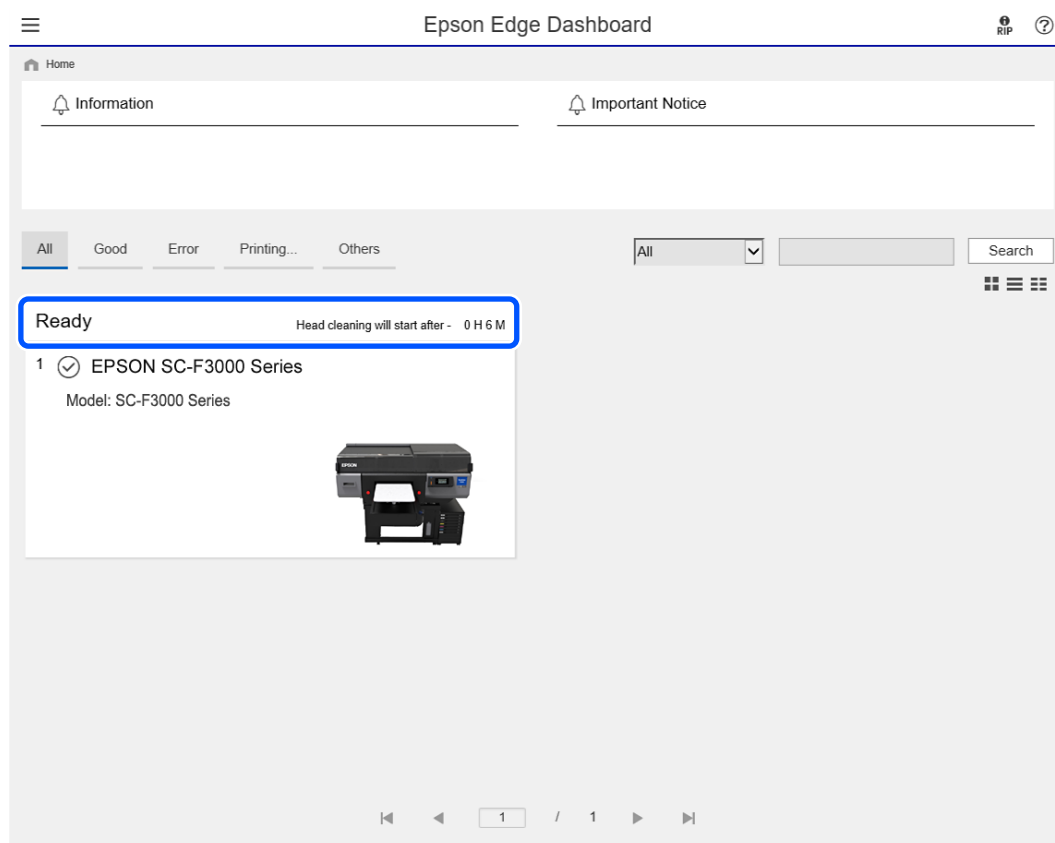 Epson Edge Dashboard
RIP
?
Home
Information
Important Notice
All Good Error Printing... Others
All
Search
Ready Head cleaning will start after - 0 H 6 M
1 EPSON SC-F3000 Series
Model: SC-F3000 Series
EPSON
1 / 1